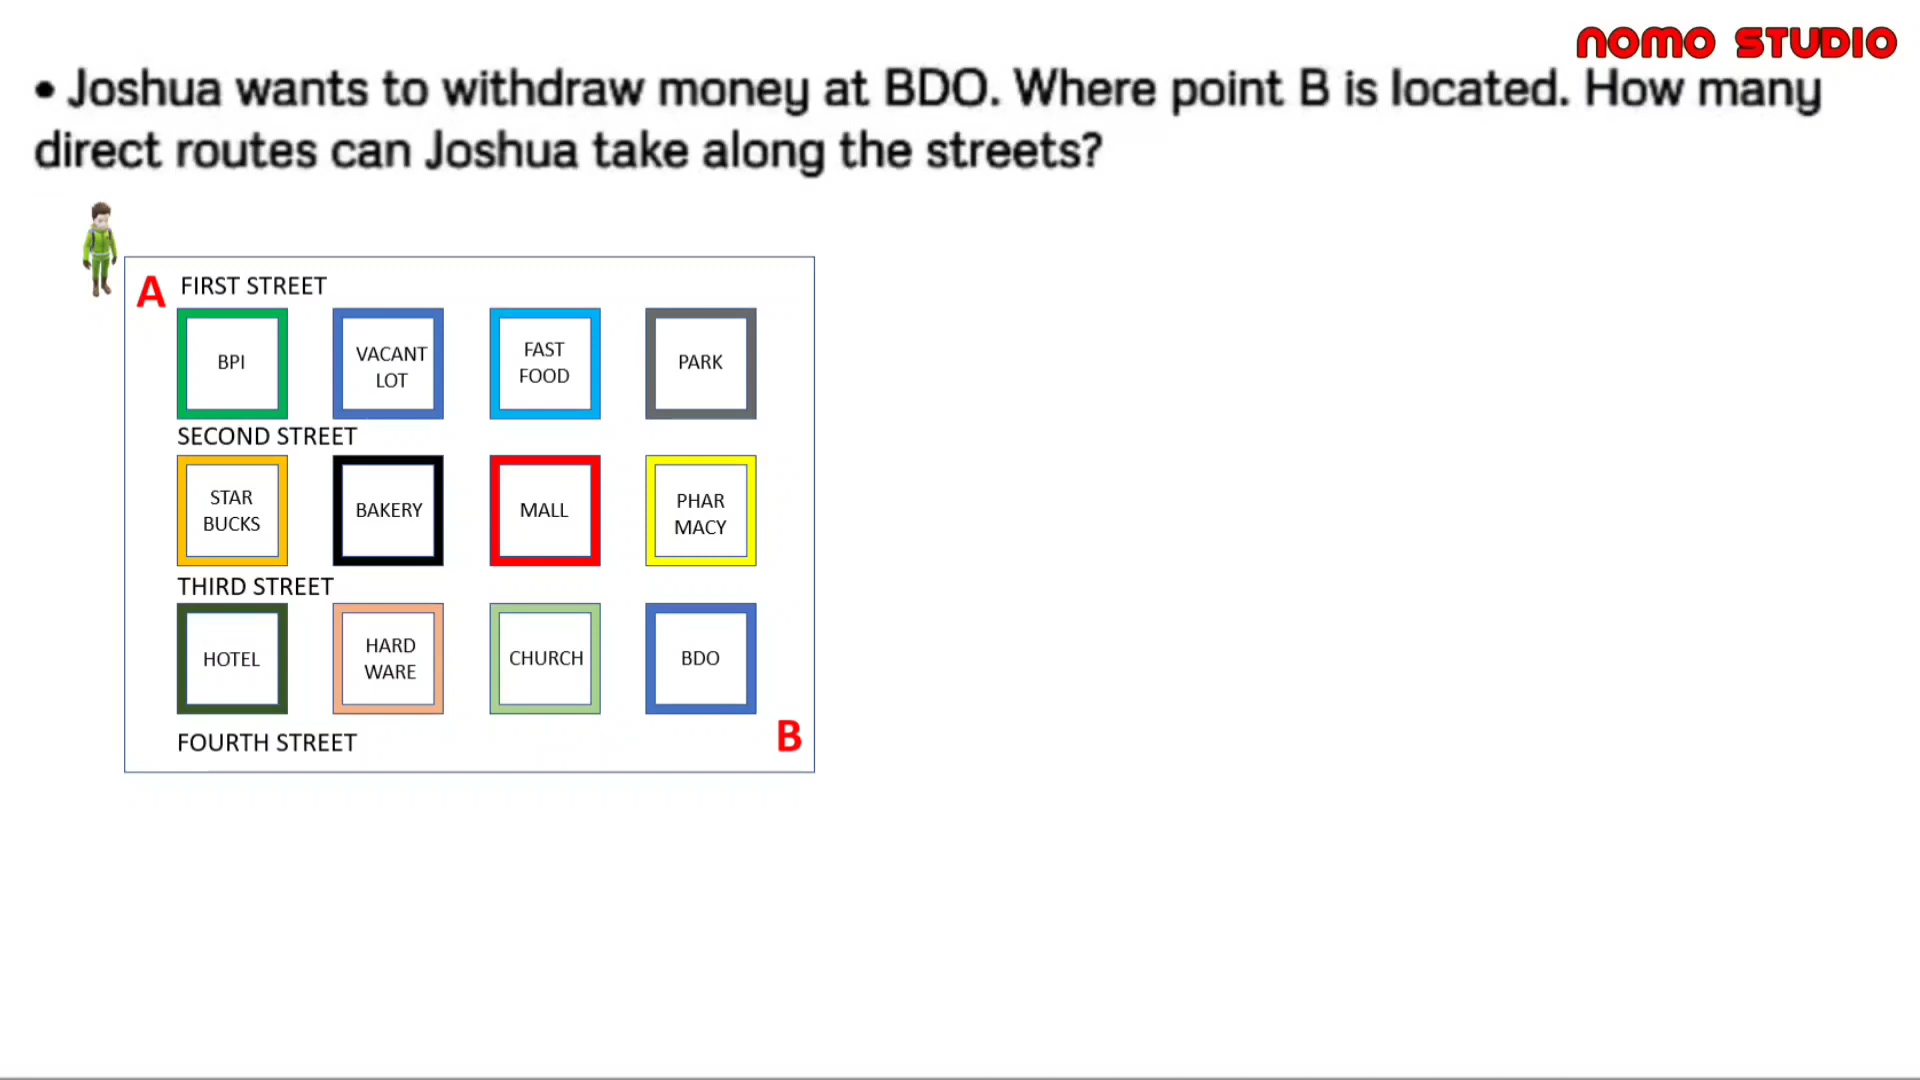 NOMO STUDIO
• Joshua wants to withdraw money at BDO. Where point B is located. How many
direct routes can Joshua take along the streets?
A FIRST STREET
BPI
VACANT
LOT
FAST
FOOD
PARK
SECOND STREET
STAR
BUCKS
BAKERY
MALL
PHAR
MACY
THIRD STREET
HOTEL
HARD
WARE
CHURCH
BDO
FOURTH STREET
B